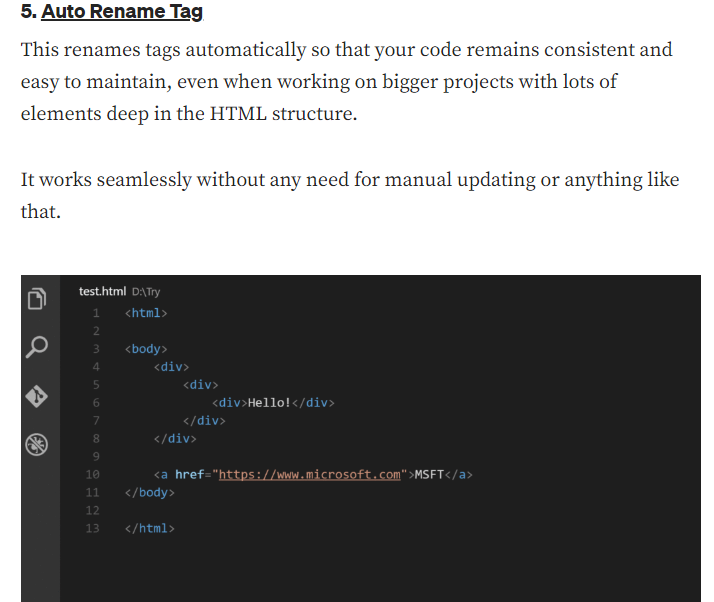 5. Auto Rename Tag
This renames tags automatically so that your code remains consistent and
easy to maintain, even when working on bigger projects with lots of
elements deep in the HTML structure.
It works seamlessly without any need for manual updating or anything like
that.
test.html D:\Try
1 <html>
2
3 <body>
4 <div>
5 <div>
6 <div>Hello!</div>
7 </div>
8 </div>
9
10 <a href="https://www.microsoft.com">MSFT</a>
11 </body>
12
13 </html>